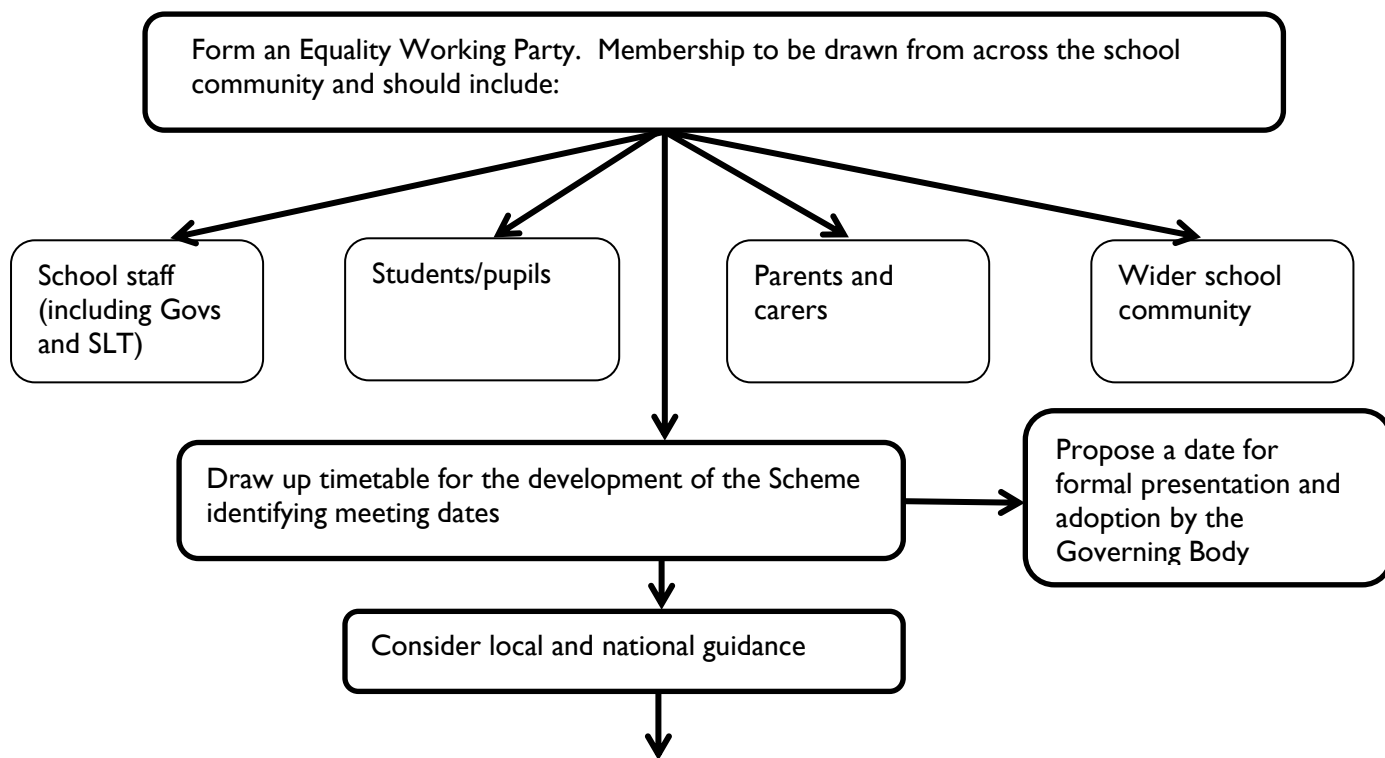 Form an Equality Working Party.  Membership to be drawn from across the school
community and should include:
School staff
(including Govs
and SLT)
Students/pupils
Parents and
carers
Wider school
community
Draw up timetable for the development of the Scheme
identifying meeting dates
Propose a date for
formal presentation and
adoption by the
Governing Body
Consider local and national guidance